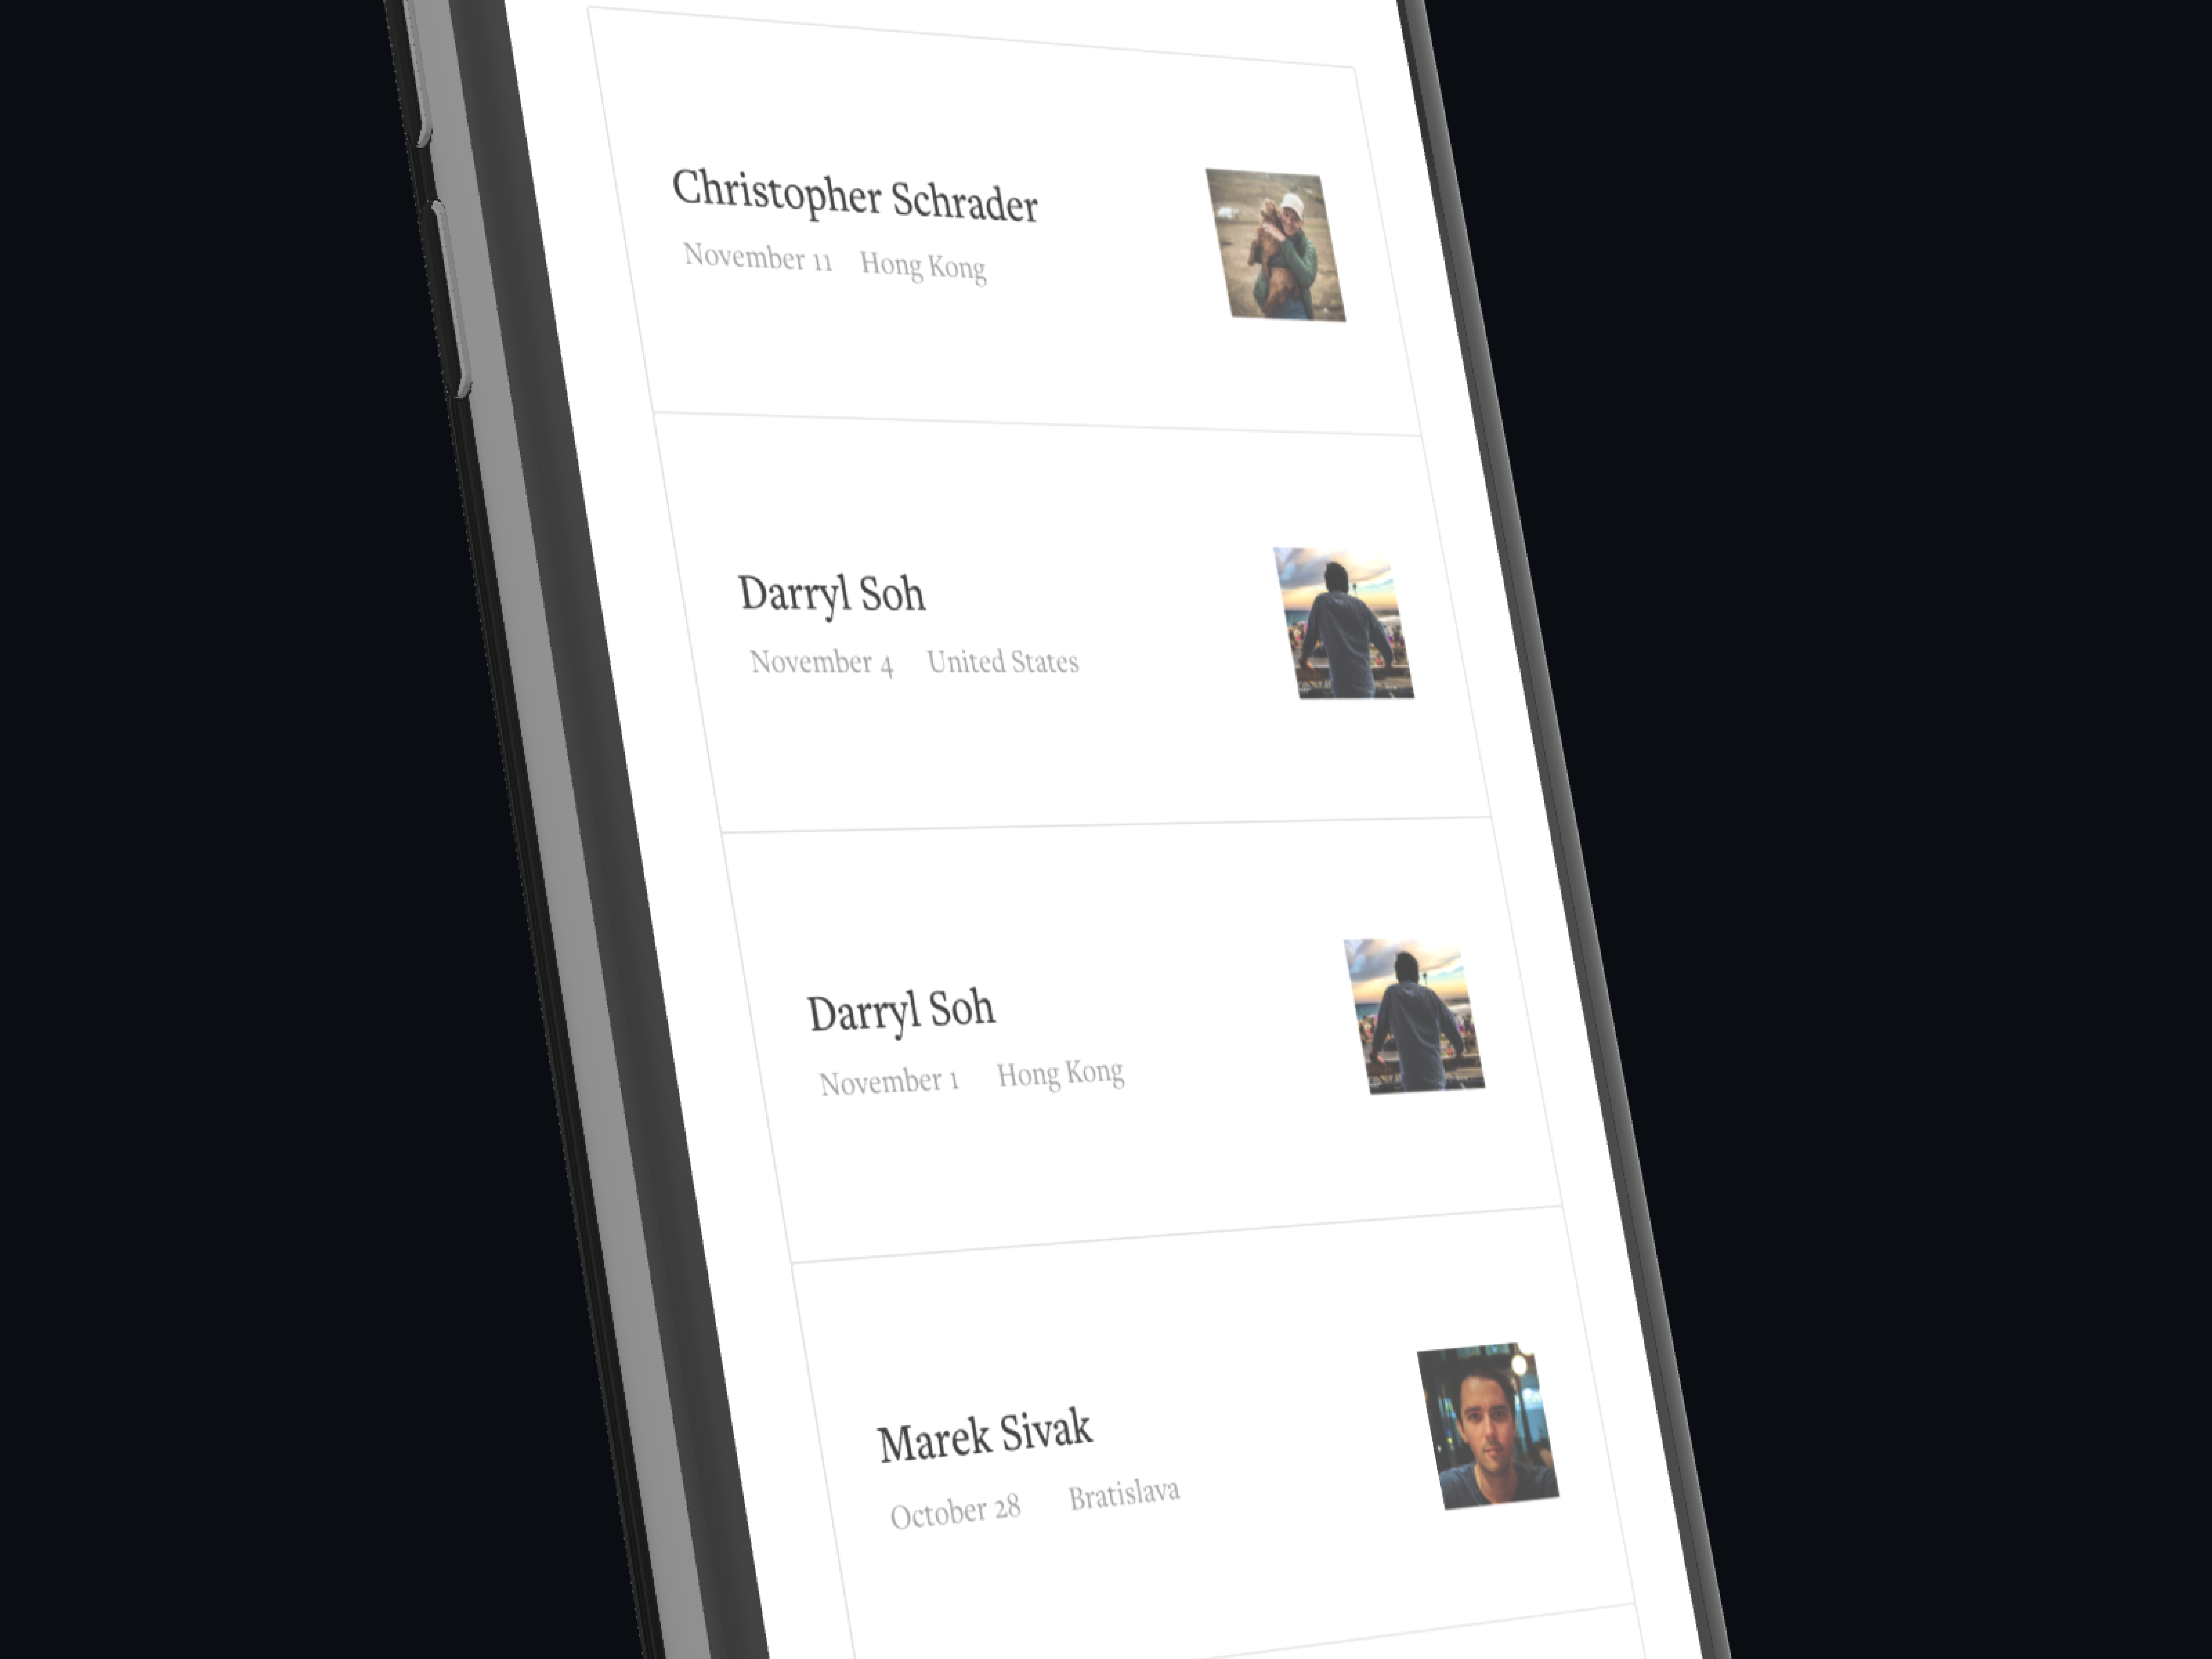 Christopher Schrader
November 11 Hong Kong
Darryl Soh
November 4 United States
Darryl Soh
November 1 Hong Kong
Marek Sivak
October 28 Bratislava